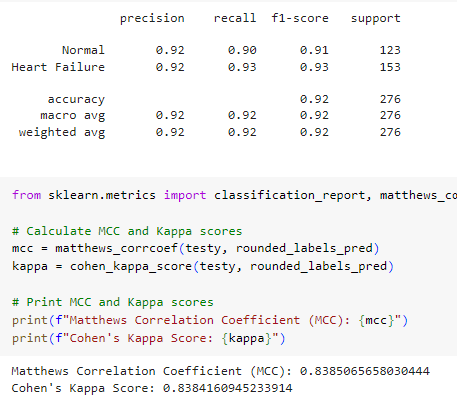 precision recall f1-score support
Normal 0.92 0.90 0.91 123
Heart Failure 0.92 0.93 0.93 153
accuracy 0.92 276
macro avg 0.92 0.92 0.92 276
weighted avg 0.92 0.92 0.92 276
from sklearn.metrics import classification_report, matthews_co
# Calculate MCC and Kappa scores
mcc = matthews_corrcoef(testy, rounded_labels_pred)
kappa = cohen_kappa_score(testy, rounded_labels_pred)
# Print MCC and Kappa scores
print(f"Matthews Correlation Coefficient (MCC): {mcc}")
print(f"Cohen's Kappa Score: {kappa}")
Matthews Correlation Coefficient (MCC): 0.8385065658030444
Cohen's Kappa Score: 0.8384160945233914